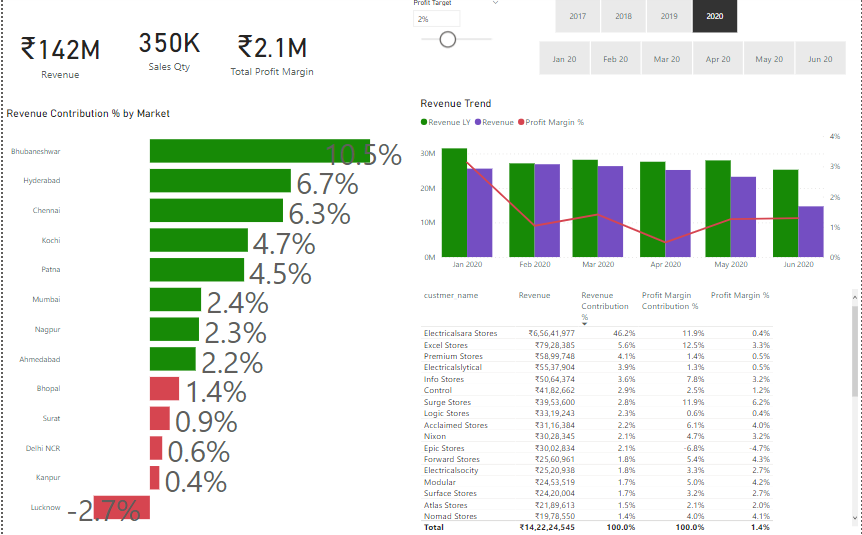 Profit Target
2%
2017 2018 2019 2020
Jan 20 Feb 20 Mar 20 Apr 20 May 20 Jun 20
₹142M
Revenue
350K
Sales Qty
₹2.1M
Total Profit Margin
Revenue Contribution % by Market
Bhubaneshwar 10.5%
Hyderabad 6.7%
Chennai 6.3%
Kochi 4.7%
Patna 4.5%
Mumbai 2.4%
Nagpur 2.3%
Ahmedabad 2.2%
Bhopal 1.4%
Surat 0.9%
Delhi NCR 0.6%
Kanpur 0.4%
Lucknow -2.7%
Revenue Trend
Revenue LY Revenue Profit Margin %
30M
20M
10M
0M
4%
3%
2%
1%
0%
Jan 2020 Feb 2020 Mar 2020 Apr 2020 May 2020 Jun 2020
custmer_name Revenue Revenue Contribution % Profit Margin Contribution % Profit Margin %
Electricalsara Stores ₹6,56,41,977 46.2% 11.9% 0.4%
Excel Stores ₹79,28,385 5.6% 12.5% 3.3%
Premium Stores ₹58,99,748 4.1% 1.4% 0.5%
Electricalslytical ₹55,37,904 3.9% 1.3% 0.5%
Info Stores ₹50,64,374 3.6% 7.8% 3.2%
Control ₹41,82,662 2.9% 2.5% 1.2%
Surge Stores ₹39,53,600 2.8% 11.9% 6.2%
Logic Stores ₹33,19,243 2.3% 0.6% 0.4%
Acclaimed Stores ₹31,16,384 2.2% 6.1% 4.0%
Nixon ₹30,28,345 2.1% 4.7% 3.2%
Epic Stores ₹30,02,834 2.1% -6.8% -4.7%
Forward Stores ₹25,60,961 1.8% 5.4% 4.3%
Electricalsocity ₹25,20,938 1.8% 3.3% 2.7%
Modular ₹24,53,519 1.7% 5.0% 4.2%
Surface Stores ₹24,20,004 1.7% 3.2% 2.7%
Atlas Stores ₹21,89,613 1.5% 2.1% 2.0%
Nomad Stores ₹19,78,550 1.4% 4.0% 4.1%
Total ₹14,22,24,545 100.0% 100.0% 1.4%